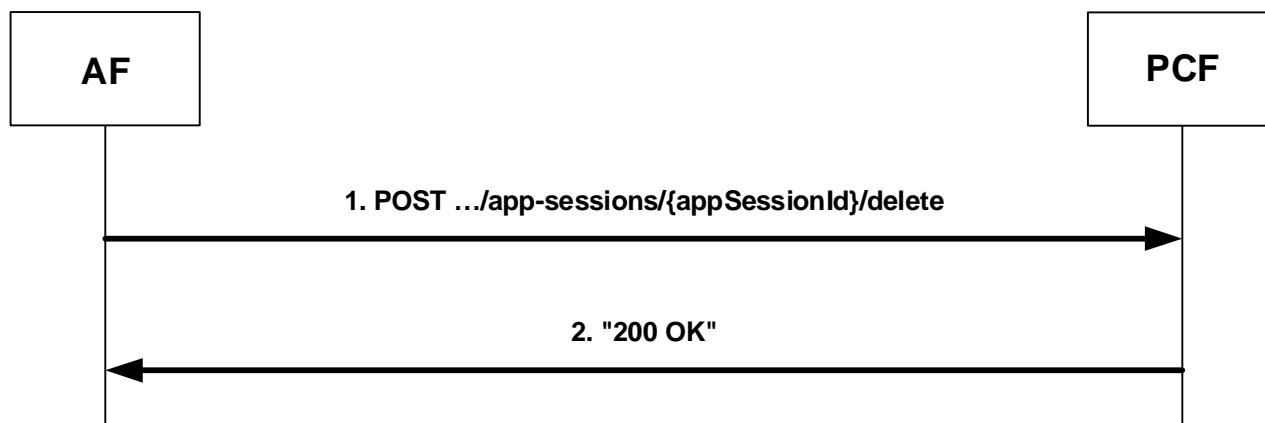 AF
PCF
1. POST …/app-sessions/{appSessionId}/delete
2. "200 OK"